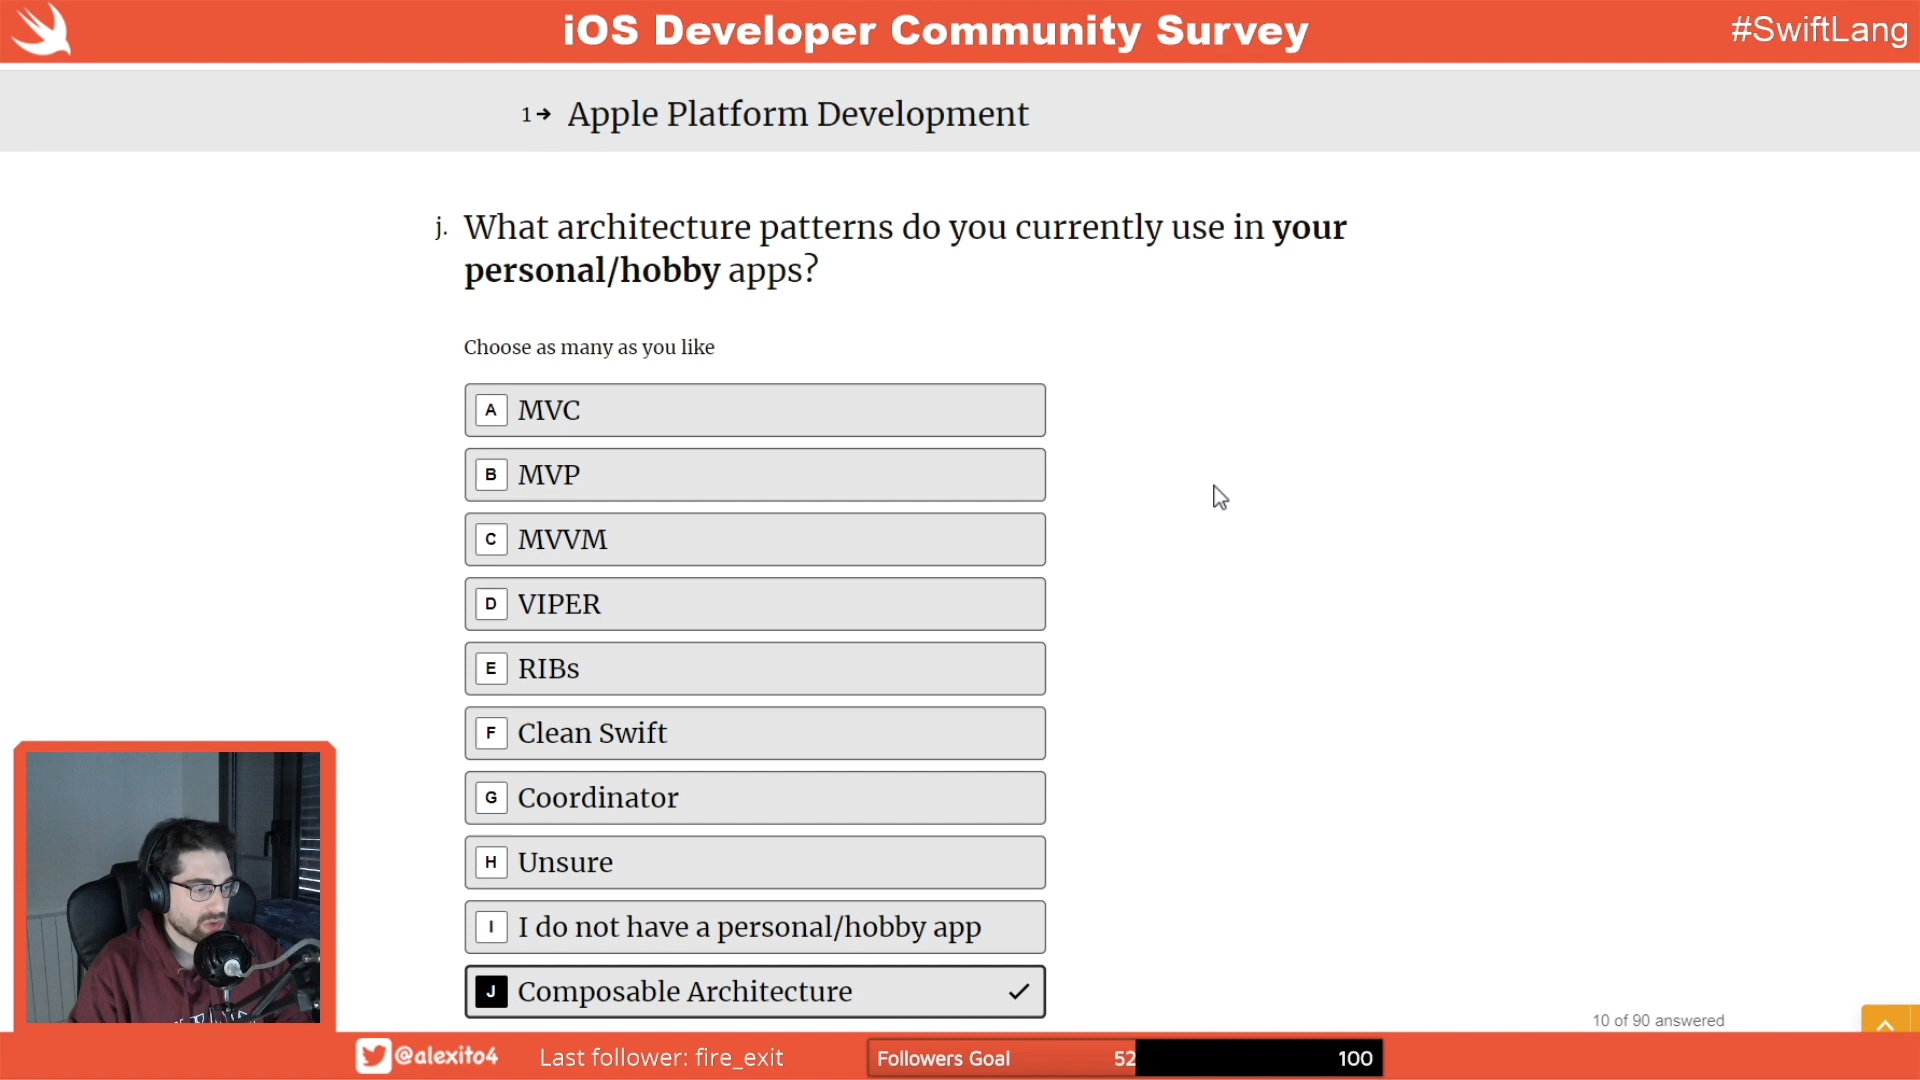 iOS Developer Community Survey
#SwiftLang
1→ Apple Platform Development
j. What architecture patterns do you currently use in your
personal/hobby apps?
Choose as many as you like
A MVC
B MVP
C MVVM
D VIPER
E RIBs
F Clean Swift
G Coordinator
H Unsure
I I do not have a personal/hobby app
J Composable Architecture
10 of 90 answered
@alexito4
Last follower: fire_exit
Followers Goal 52 100